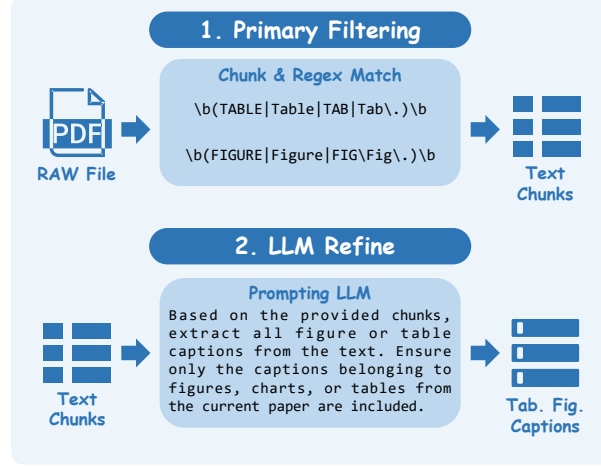 1. Primary Filtering
Chunk & Regex Match
\b(TABLE|Table|TAB|Tab\.)\b
\b(FIGURE|Figure|FIG\Fig\.)\b
PDF
RAW File
Text
Chunks
2. LLM Refine
Prompting LLM
Based on the provided chunks,
extract all figure or table
captions from the text. Ensure
only the captions belonging to
figures, charts, or tables from
the current paper are included.
Text
Chunks
Tab. Fig.
Captions